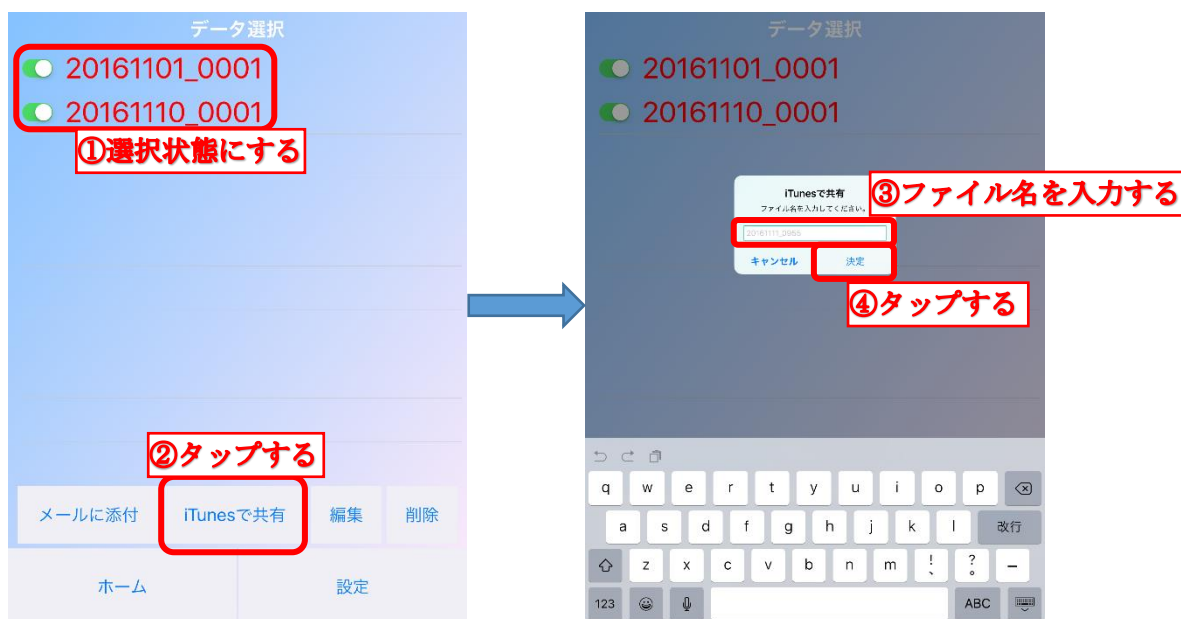 データ選択
20161101_0001
20161110_0001
①選択状態にする
②タップする
メールに添付
iTunesで共有
編集
削除
ホーム
設定
データ選択
20161101_0001
20161110_0001
iTunesで共有
ファイル名を入力してください。
20161111_0955
キャンセル
決定
③ファイル名を入力する
④タップする
q w e r t y u i o p
a s d f g h j k l 改行
z x c v b n m ! 、 ? 。 ー
123 ABC